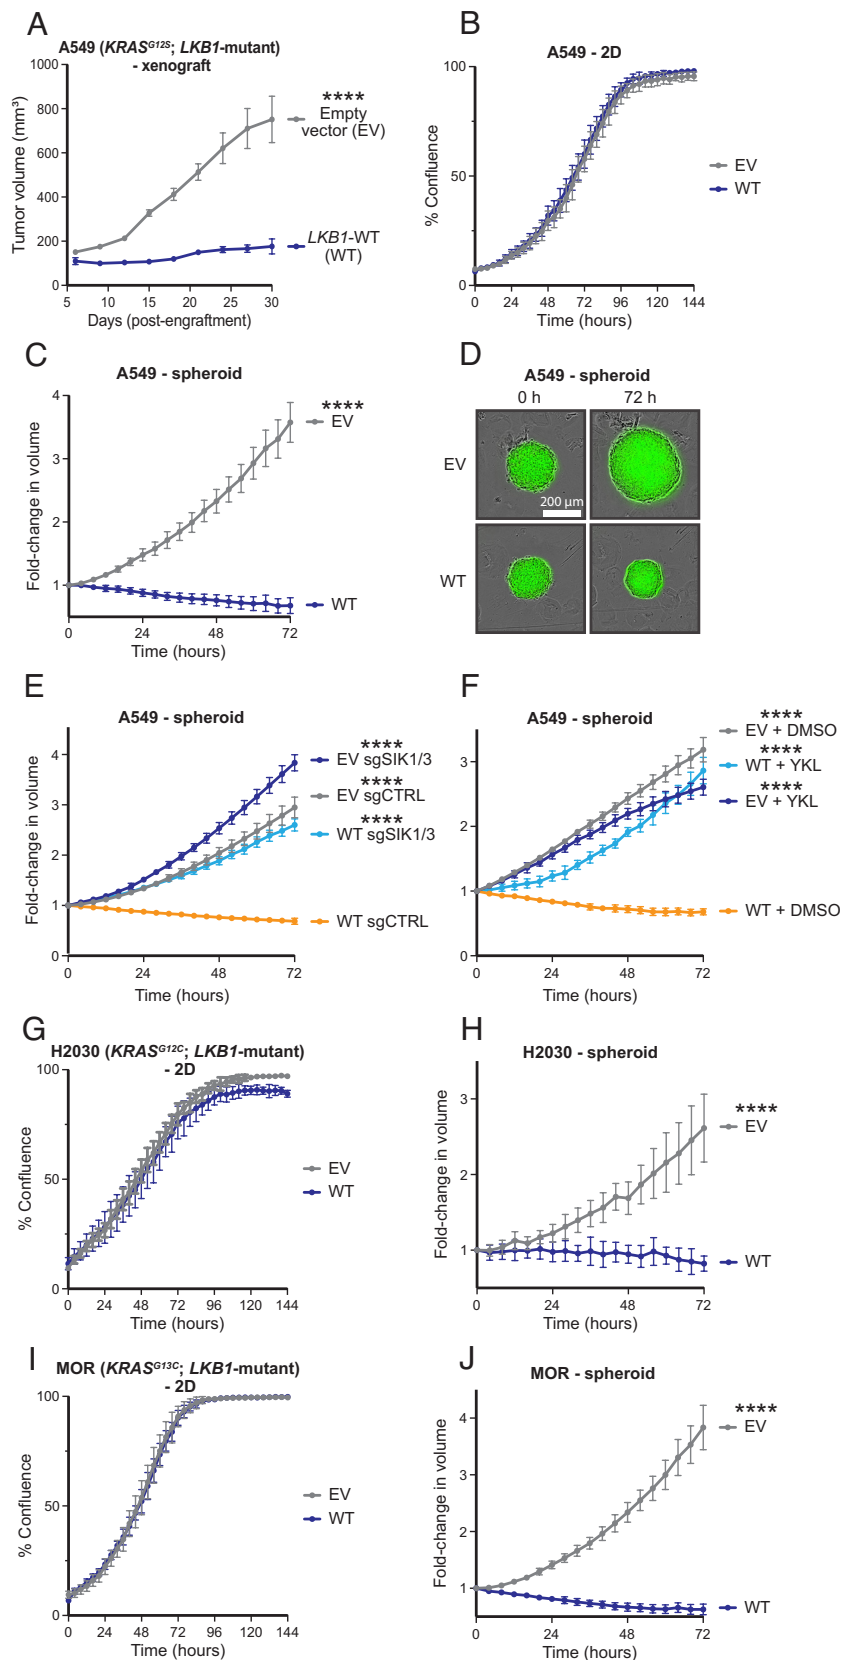 A
A549 (KRASG12S; LKB1-mutant)
- xenograft
1000
800
600
400
200
0
Tumor volume (mm³)
5 10 15 20 25 30
Days (post-engraftment)
****
Empty
vector (EV)
LKB1-WT
(WT)
B
A549 - 2D
100
50
0
% Confluence
0 24 48 72 96 120 144
Time (hours)
EV
WT
C
A549 - spheroid
4
3
2
1
Fold-change in volume
0 24 48 72
Time (hours)
****
EV
WT
D
A549 - spheroid
0 h 72 h
EV
200 µm
WT
E
A549 - spheroid
4
3
2
1
0
Fold-change in volume
0 24 48 72
Time (hours)
****
EV sgSIK1/3
****
EV sgCTRL
****
WT sgSIK1/3
WT sgCTRL
F
A549 - spheroid
3
2
1
0
Fold-change in volume
0 24 48 72
Time (hours)
****
EV + DMSO
****
WT + YKL
****
EV + YKL
WT + DMSO
G
H2030 (KRASG12C; LKB1-mutant)
- 2D
100
50
0
% Confluence
0 24 48 72 96 120 144
Time (hours)
EV
WT
H
H2030 - spheroid
3
2
1
Fold-change in volume
0 24 48 72
Time (hours)
****
EV
WT
I
MOR (KRASG13C; LKB1-mutant)
- 2D
100
50
0
% Confluence
0 24 48 72 96 120 144
Time (hours)
EV
WT
J
MOR - spheroid
4
3
2
1
Fold-change in volume
0 24 48 72
Time (hours)
****
EV
WT